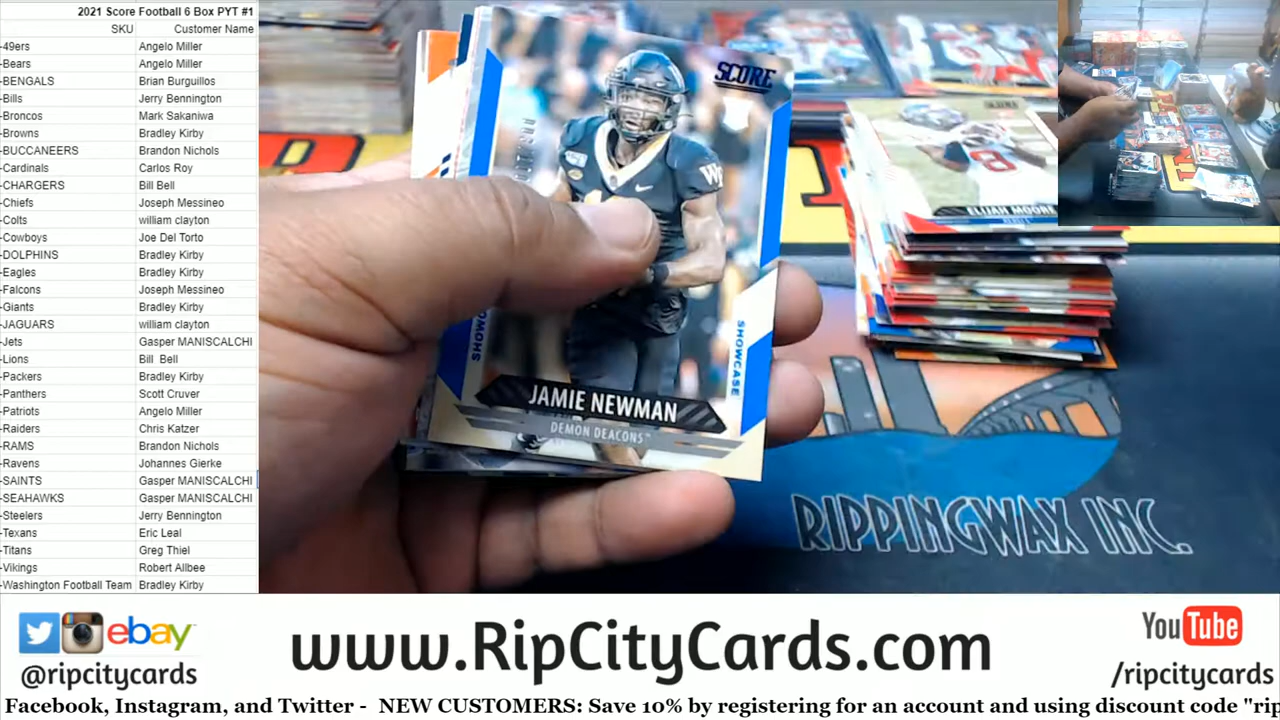 2021 Score Football 6 Box PYT #1
SKU Customer Name
-49ers Angelo Miller
-Bears Angelo Miller
-BENGALS Brian Burguillos
-Bills Jerry Bennington
-Broncos Mark Sakaniwa
-Browns Bradley Kirby
-BUCCANEERS Brandon Nichols
-Cardinals Carlos Roy
-CHARGERS Bill Bell
-Chiefs Joseph Messineo
-Colts william clayton
-Cowboys Joe Del Torto
-DOLPHINS Bradley Kirby
-Eagles Bradley Kirby
-Falcons Joseph Messineo
-Giants Bradley Kirby
-JAGUARS william clayton
-Jets Gasper MANISCALCHI
-Lions Bill Bell
-Packers Bradley Kirby
-Panthers Scott Cruver
-Patriots Angelo Miller
-Raiders Chris Katzer
-RAMS Brandon Nichols
-Ravens Johannes Gierke
-SAINTS Gasper MANISCALCHI
-SEAHAWKS Gasper MANISCALCHI
-Steelers Jerry Bennington
-Texans Eric Leal
-Titans Greg Thiel
-Vikings Robert Allbee
-Washington Football Team Bradley Kirby
SCORE
SHOWCASE
JAMIE NEWMAN
DEMON DEACONS™
ELIJAH MOORE
RIPPINGWAX INC.
ebay
@ripcitycards
www.RipCityCards.com
YouTube
/ripcitycards
Facebook, Instagram, and Twitter - NEW CUSTOMERS: Save 10% by registering for an account and using discount code "rip